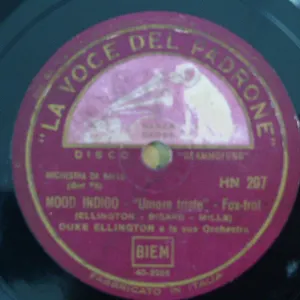 "LA VOCE DEL PADRONE"
DISCO "GRAMMOFONO"
ORCHESTRA DA BALLO
HN 297
MOOD INDIGO - "Umore triste" - Fox-trot
(ELLINGTON - BIGARD - MILLS)
DUKE ELLINGTON e la sua Orchestra
BIEM
FABBRICATO IN ITALIA